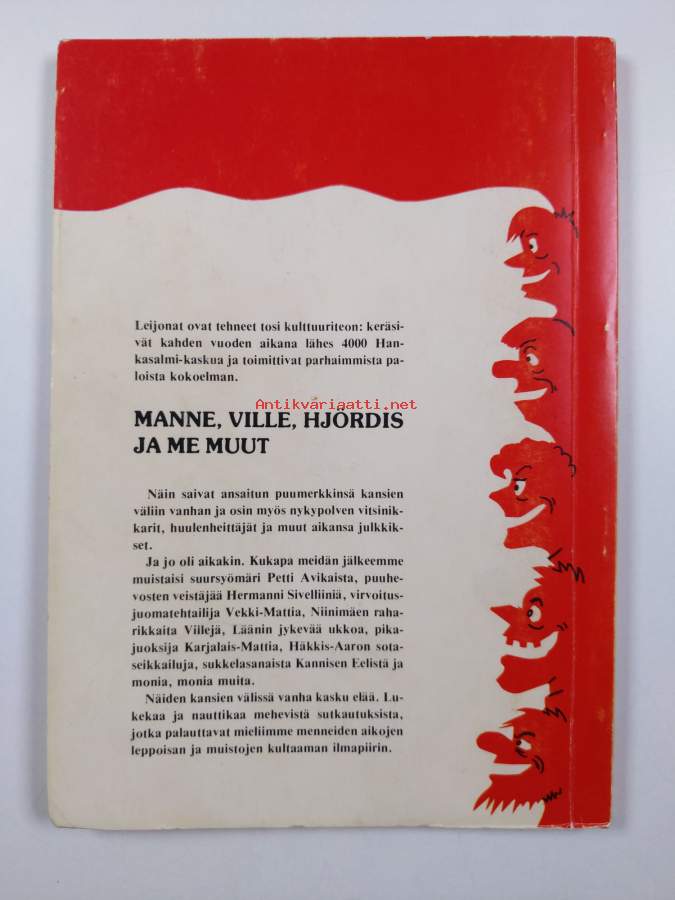 Leijonat ovat tehneet tosi kulttuuriteon: keräsi-
vät kahden vuoden aikana lähes 4000 Han-
kasalmi-kaskua ja toimittivat parhaimmista pa-
loista kokoelman.
Antikvariaatti.net
MANNE, VILLE, HJÖRDIS
JA ME MUUT
Näin saivat ansaitun puumerkkinsä kansien
väliin vanhan ja osin myös nykypolven vitsinik-
karit, huulenheittäjät ja muut aikansa julkkik-
set.
Ja jo oli aikakin. Kukapa meidän jälkeemme
muistaisi suursyömäri Petti Avikaista, puuhe-
vosten veistäjää Hermanni Sivelliiniä, virvoitus-
juomatehtailija Vekki-Mattia, Niinimäen raha-
rikkaita Viilejä, Läänin jykevää ukkoa, pika-
juoksija Karjalais-Mattia, Häkkis-Aaron sota-
seikkailuja, sukkelasanaista Kannisen Eelistä ja
monia, monia muita.
Näiden kansien välissä vanha kasku elää. Lu-
kekaa ja nauttikaa mehevistä sutkautuksista,
jotka palauttavat mieliimme menneiden aikojen
leppoisan ja muistojen kultaaman ilmapiirin.